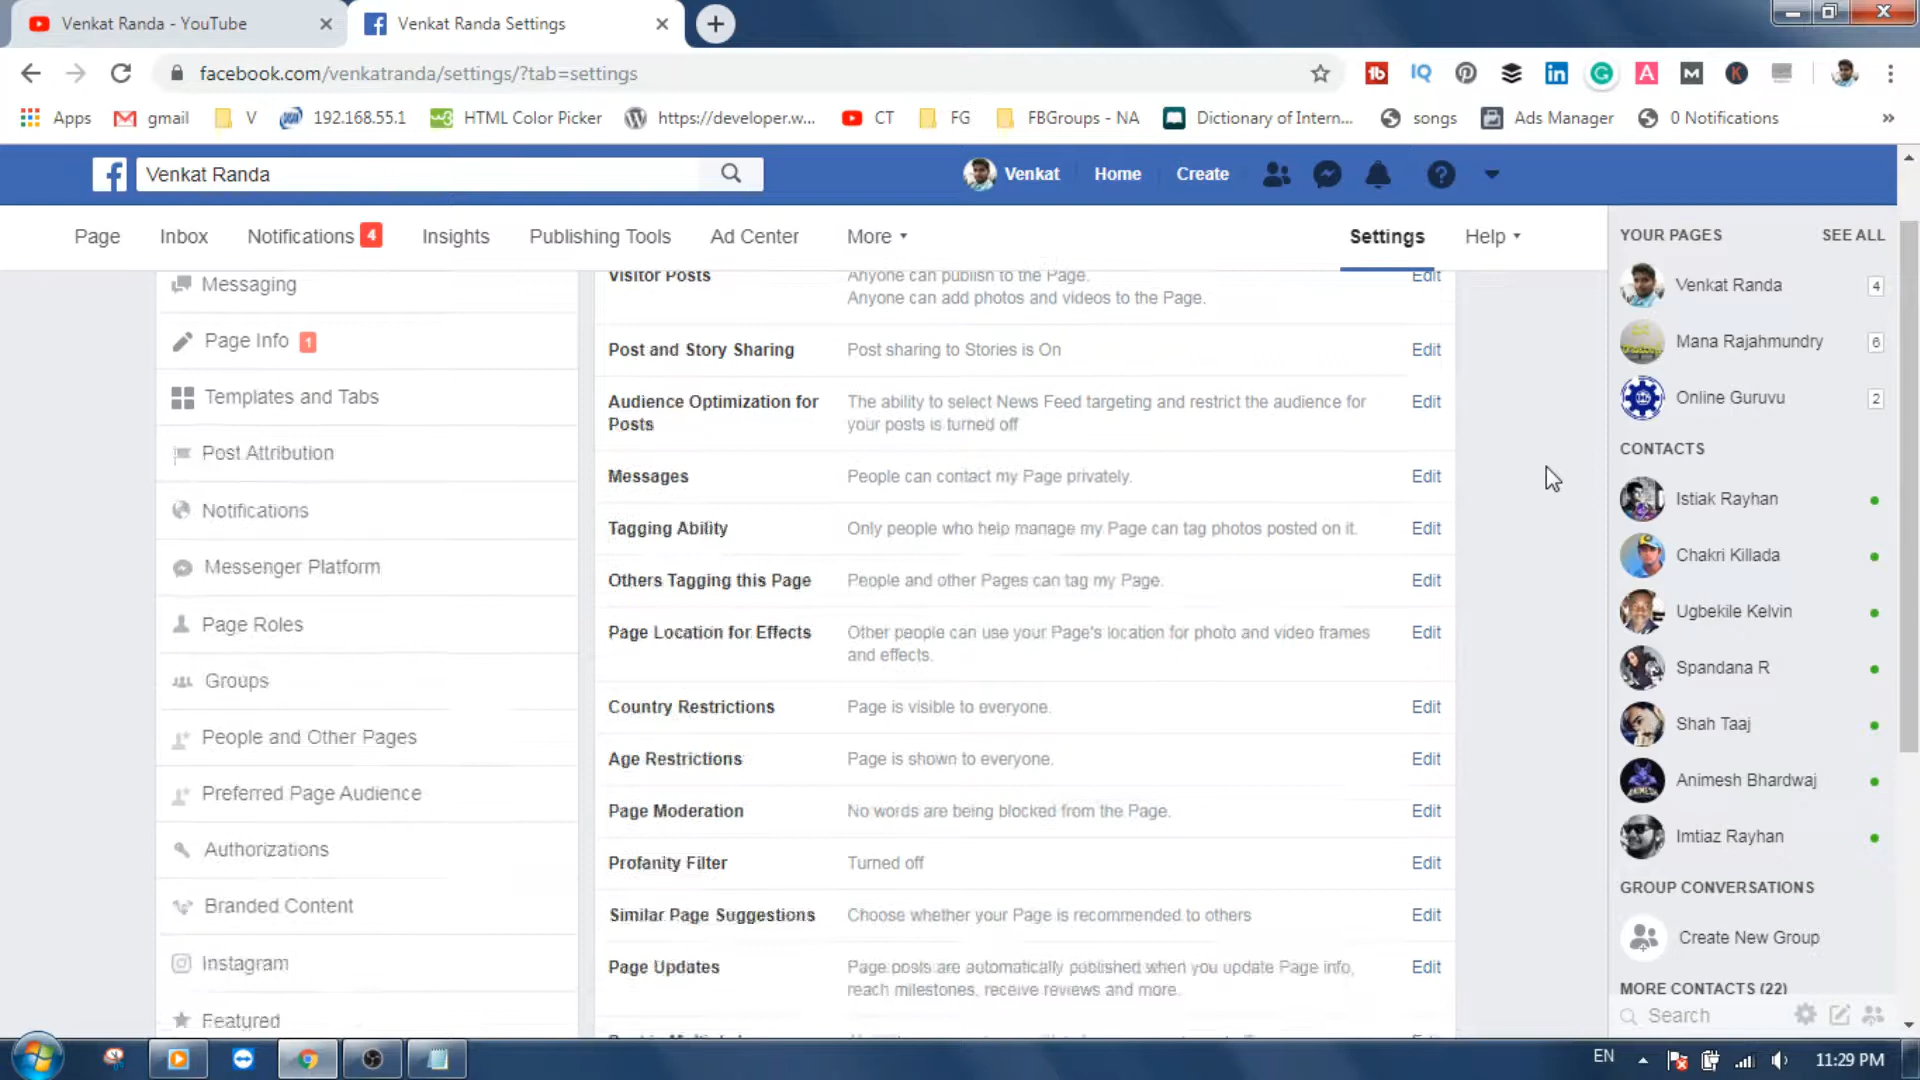 Venkat Randa - YouTube
Venkat Randa Settings
facebook.com/venkatranda/settings/?tab=settings
Apps
gmail
V
192.168.55.1
HTML Color Picker
https://developer.w...
CT
FG
FBGroups - NA
Dictionary of Intern...
songs
Ads Manager
0 Notifications
»
Venkat Randa
Venkat
Home
Create
Page
Inbox
Notifications 4
Insights
Publishing Tools
Ad Center
More
Settings
Help
Messaging
Page Info 1
Templates and Tabs
Post Attribution
Notifications
Messenger Platform
Page Roles
Groups
People and Other Pages
Preferred Page Audience
Authorizations
Branded Content
Instagram
Featured
Visitor Posts
Anyone can publish to the Page.
Anyone can add photos and videos to the Page.
Edit
Post and Story Sharing
Post sharing to Stories is On
Edit
Audience Optimization for
Posts
The ability to select News Feed targeting and restrict the audience for
your posts is turned off
Edit
Messages
People can contact my Page privately.
Edit
Tagging Ability
Only people who help manage my Page can tag photos posted on it.
Edit
Others Tagging this Page
People and other Pages can tag my Page.
Edit
Page Location for Effects
Other people can use your Page's location for photo and video frames
and effects.
Edit
Country Restrictions
Page is visible to everyone.
Edit
Age Restrictions
Page is shown to everyone.
Edit
Page Moderation
No words are being blocked from the Page.
Edit
Profanity Filter
Turned off
Edit
Similar Page Suggestions
Choose whether your Page is recommended to others
Edit
Page Updates
Page posts are automatically published when you update Page info,
reach milestones, receive reviews and more.
Edit
YOUR PAGES
SEE ALL
Venkat Randa
4
Mana Rajahmundry
6
Online Guruvu
2
CONTACTS
Istiak Rayhan
Chakri Killada
Ugbekile Kelvin
Spandana R
Shah Taaj
Animesh Bhardwaj
Imtiaz Rayhan
GROUP CONVERSATIONS
Create New Group
MORE CONTACTS (22)
Search
EN
11:29 PM